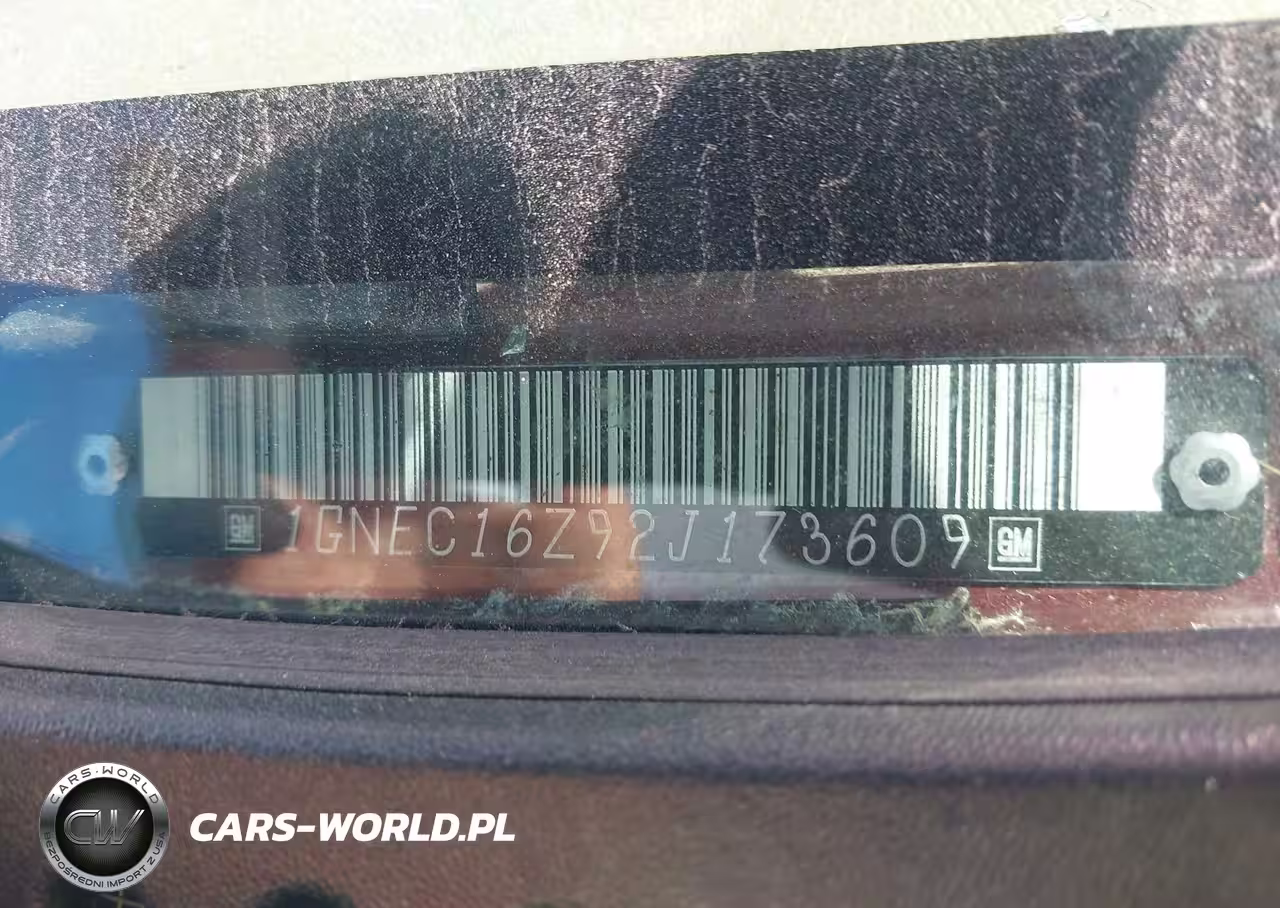 GM 1GNEC16Z92J173609 GM
CARS-WORLD
CW
BEZPOŚREDNI IMPORT Z USA
CARS-WORLD.PL